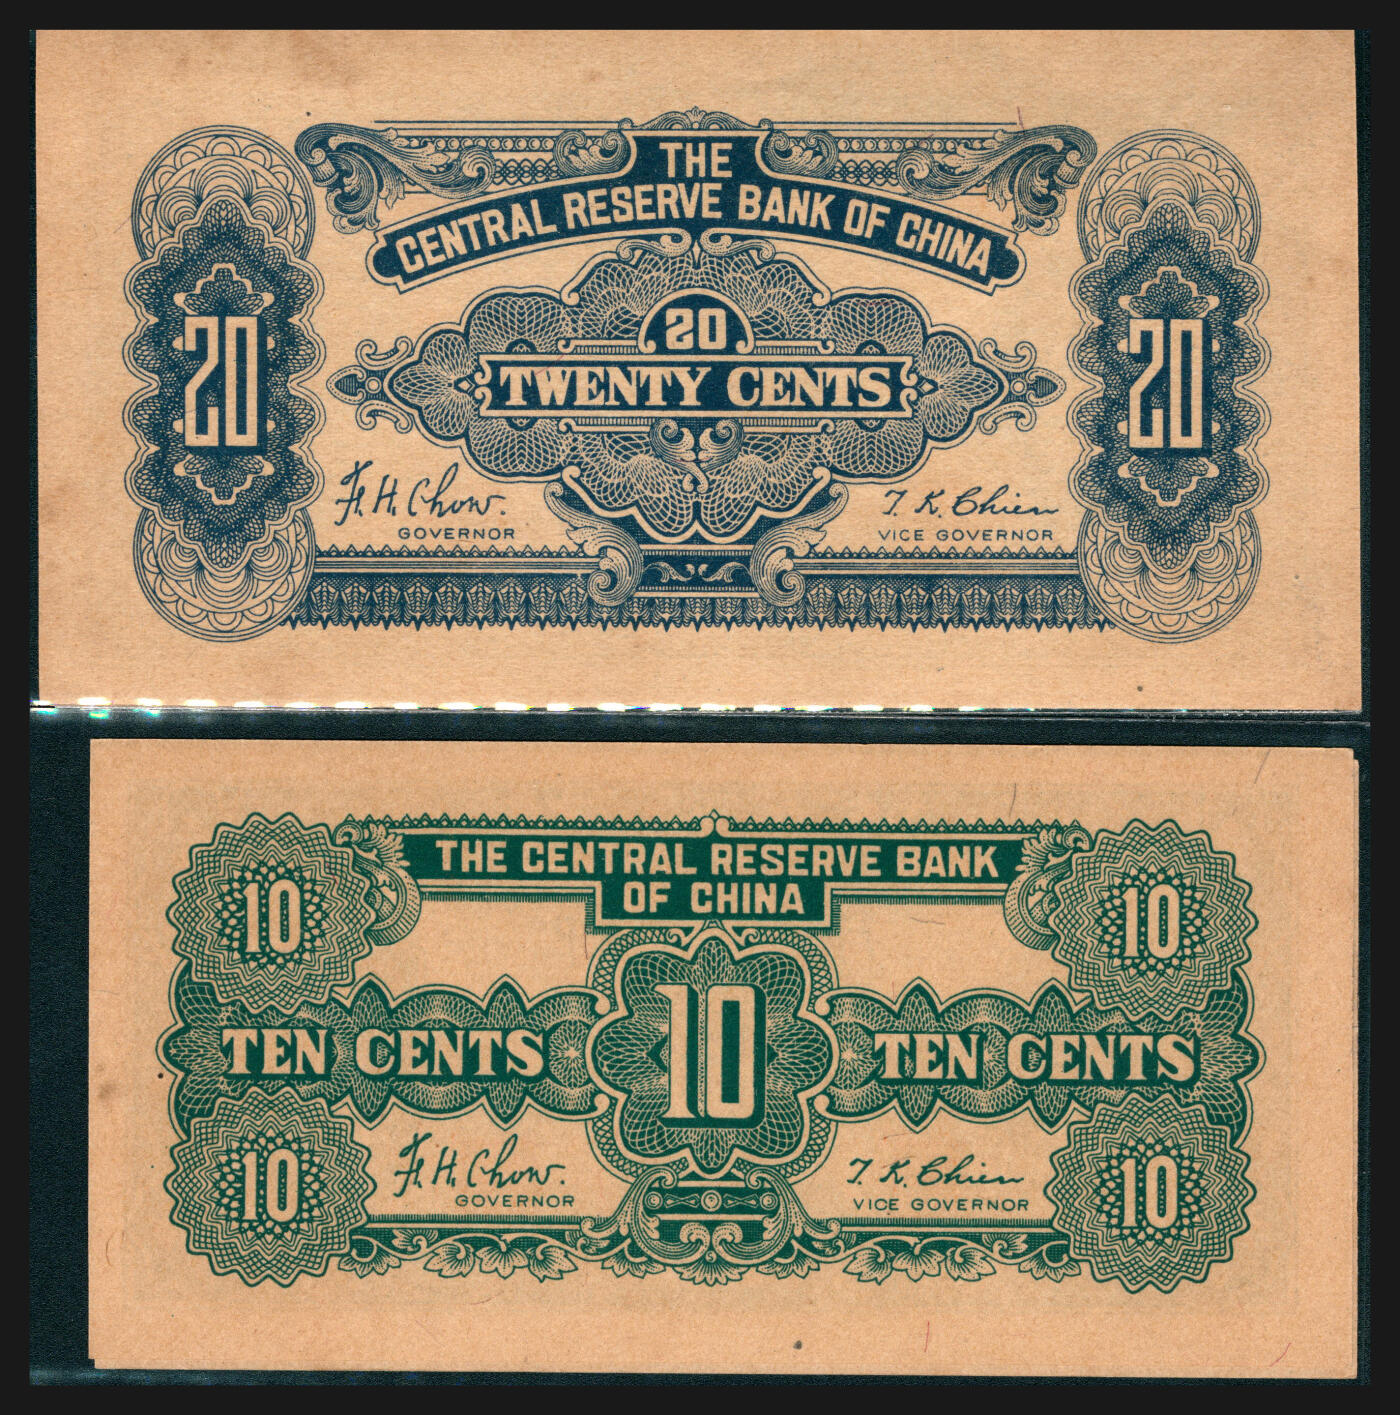 THE
CENTRAL RESERVE BANK OF CHINA
20
20 TWENTY CENTS 20
F. H. Chow. T. K. Chien
GOVERNOR VICE GOVERNOR
THE CENTRAL RESERVE BANK
OF CHINA
10 10
10
TEN CENTS TEN CENTS
F. H. Chow. T. K. Chien
GOVERNOR VICE GOVERNOR
10 10